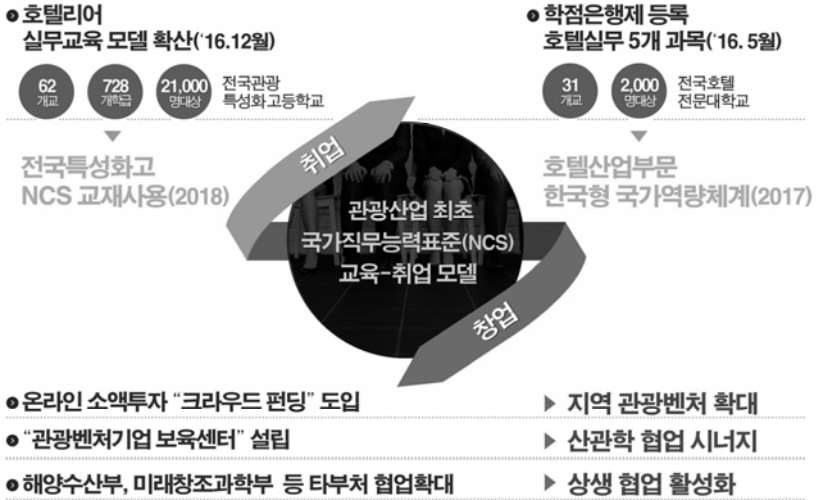 호텔리어
실무교육 모델 확산(‘16.12월)
62
개교
728
개학급
21,000
명대상
전국관광
특성화 고등학교
전국특성화고
NCS 교재사용(2018)
학점은행제 등록
호텔실무 5개 과목(‘16. 5월)
31
개교
2,000
명대상
전국호텔
전문대학교
호텔산업부문
한국형 국가역량체계(2017)
취업
관광산업 최초
국가직무능력표준(NCS)
교육-취업 모델
창업
온라인 소액투자 “크라우드 펀딩” 도입
▶ 지역 관광벤처 확대
“관광벤처기업 보육센터” 설립
▶ 산관학 협업 시너지
해양수산부, 미래창조과학부 등 타부처 협업확대
▶ 상생 협업 활성화